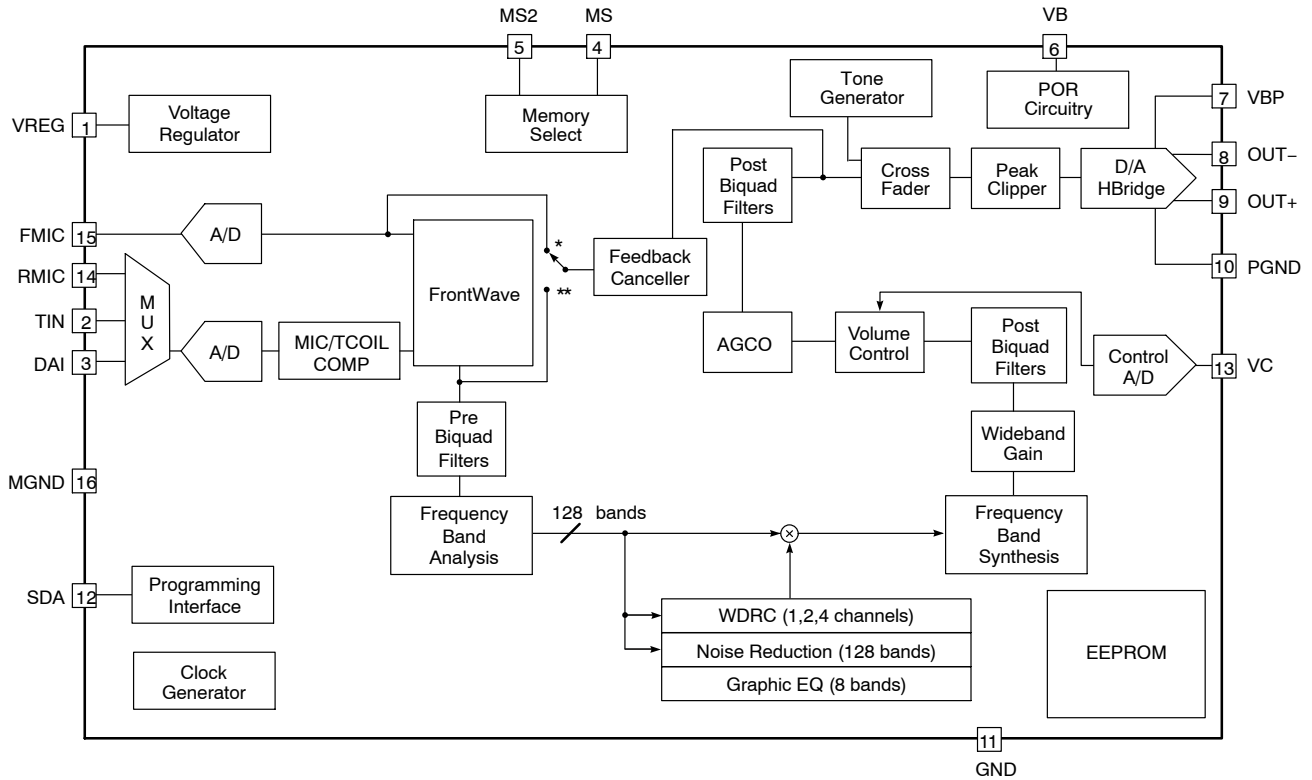 MS2
MS
VB
5
4
6
Voltage
Regulator
Memory
Select
Tone
Generator
POR
Circuitry
VREG
1
7
VBP
Post
Biquad
Filters
Cross
Fader
Peak
Clipper
D/A
HBridge
8
OUT−
9
OUT+
FMIC
15
A/D
*
Feedback
Canceller
RMIC
14
10
PGND
FrontWave
**
TIN
2
MUX
DAI
3
A/D
MIC/TCOIL
COMP
AGCO
Volume
Control
Post
Biquad
Filters
Control
A/D
13
VC
Pre
Biquad
Filters
Wideband
Gain
MGND
16
Frequency
Band
Analysis
128 bands
×
Frequency
Band
Synthesis
SDA
12
Programming
Interface
WDRC (1,2,4 channels)
Noise Reduction (128 bands)
Graphic EQ (8 bands)
EEPROM
Clock
Generator
11
GND